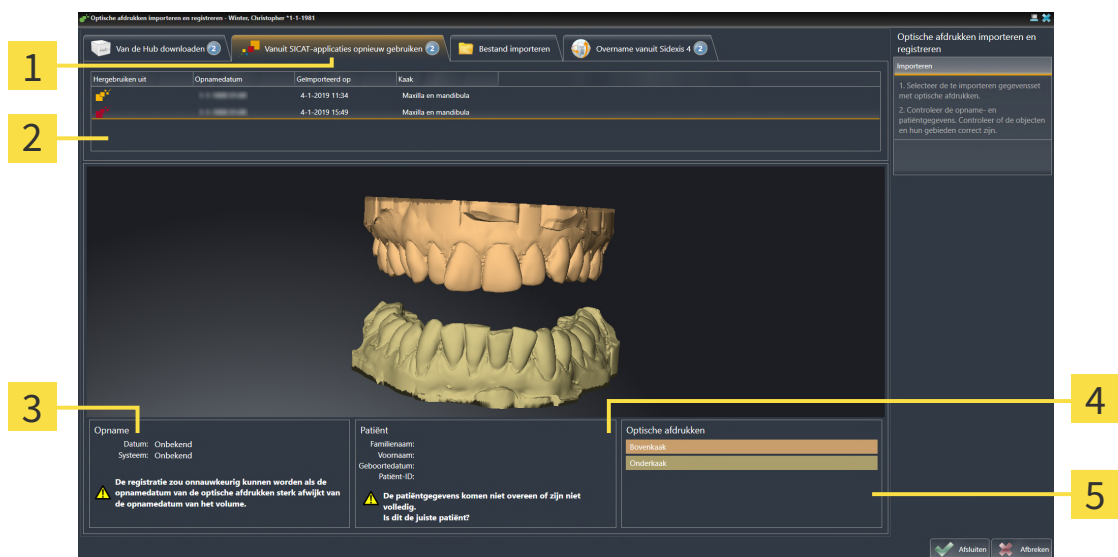 Optische afdrukken importeren en registreren - Winter, Christopher *1-1-1981
Van de Hub downloaden 2
Vanuit SICAT-applicaties opnieuw gebruiken 2
Bestand importeren
Overname vanuit Sidexis 4 2
Hergebruiken uit Opnamedatum Geïmporteerd op Kaak
4-1-2019 11:34 Maxilla en mandibula
4-1-2019 15:49 Maxilla en mandibula
Optische afdrukken importeren en
registreren
Importeren
1. Selecteer de te importeren gegevensset
met optische afdrukken.
2. Controleer de opname- en
patiëntgegevens. Controleer of de objecten
en hun gebieden correct zijn.
1
2
3
4
5
Opname
Datum: Onbekend
Systeem: Onbekend
De registratie zou onnauwkeurig kunnen worden als de
opnamedatum van de optische afdrukken sterk afwijkt van
de opnamedatum van het volume.
Patiënt
Familienaam:
Voornaam:
Geboortedatum:
Patiënt-ID:
De patiëntgegevens komen niet overeen of zijn niet
volledig.
Is dit de juiste patiënt?
Optische afdrukken
Bovenkaak
Onderkaak
Afsluiten
Afbreken